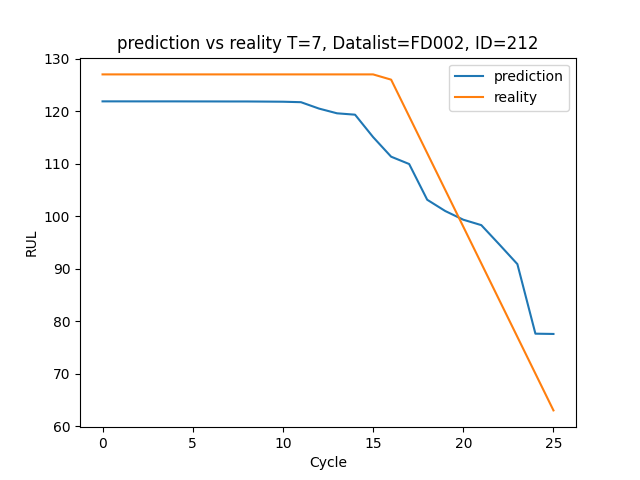 prediction vs reality T=7, Datalist=FD002, ID=212
prediction
reality
130
120
110
100
90
80
70
60
RUL
0 5 10 15 20 25
Cycle